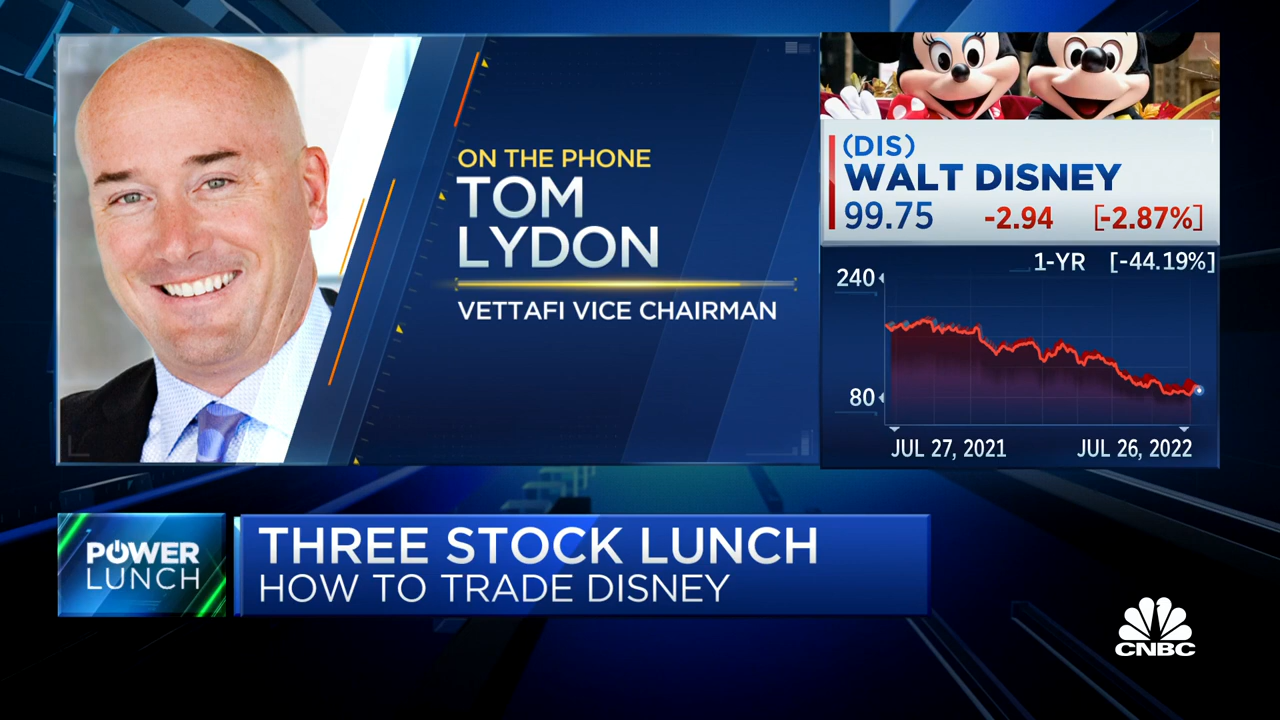 ON THE PHONE
TOM
LYDON
VETTAFI VICE CHAIRMAN
(DIS)
WALT DISNEY
99.75 -2.94 [-2.87%]
1-YR [-44.19%]
240
80
JUL 27, 2021 JUL 26, 2022
POWER
LUNCH
THREE STOCK LUNCH
HOW TO TRADE DISNEY
CNBC